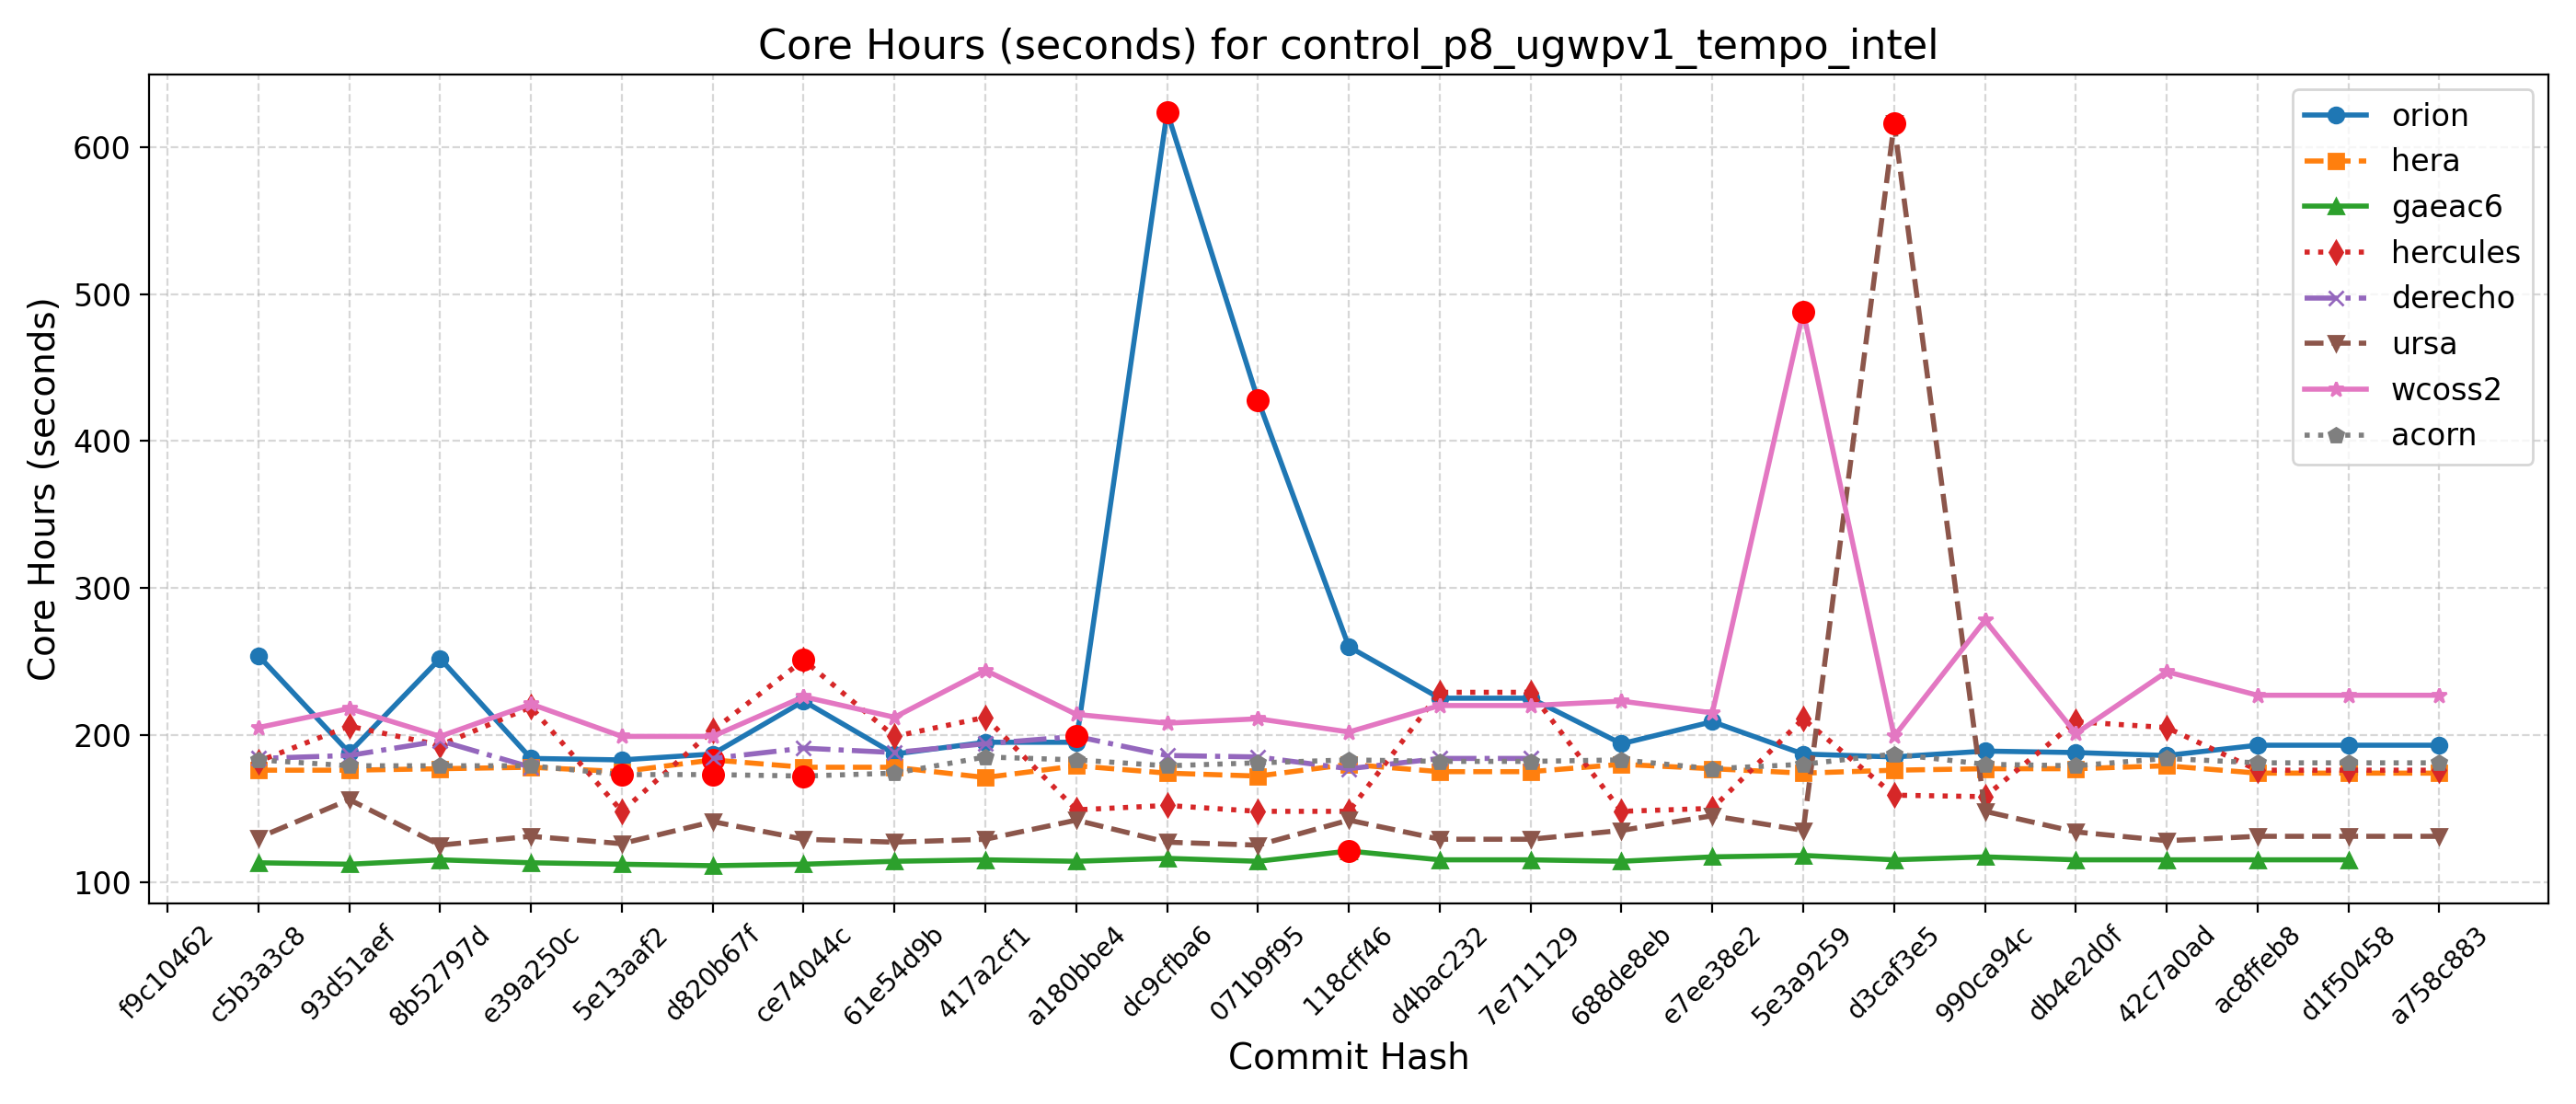 Core Hours (seconds) for control_p8_ugwpv1_tempo_intel
Core Hours (seconds)
600
500
400
300
200
100
orion
hera
gaeac6
hercules
derecho
ursa
wcoss2
acorn
f9c10462
c5b3a3c8
93d51aef
8b52797d
e39a250c
5e13aaf2
d820b67f
ce74044c
61e54d9b
417a2cf1
a180bbe4
dc9cfba6
071b9f95
118cff46
d4bac232
7e711129
688de8eb
e7ee38e2
5e3a9259
d3caf3e5
990ca94c
db4e2d0f
42c7a0ad
ac8ffeb8
d1f50458
a758c883
Commit Hash